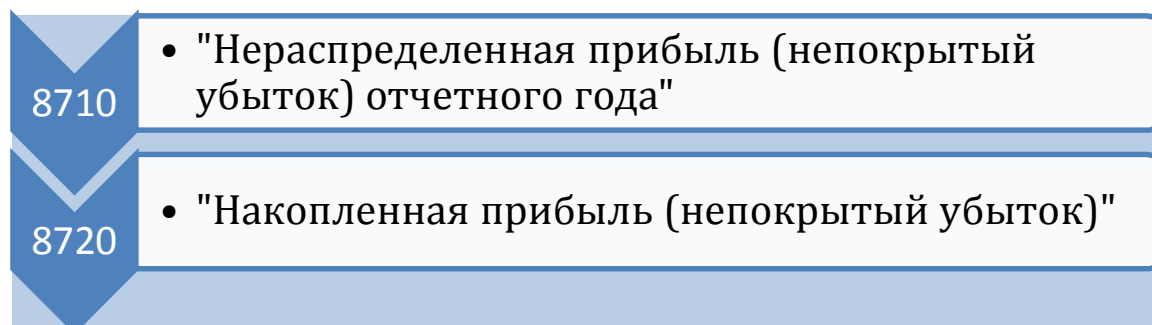 8710
• "Нераспределенная прибыль (непокрытый
убыток) отчетного года"
8720
• "Накопленная прибыль (непокрытый убыток)"